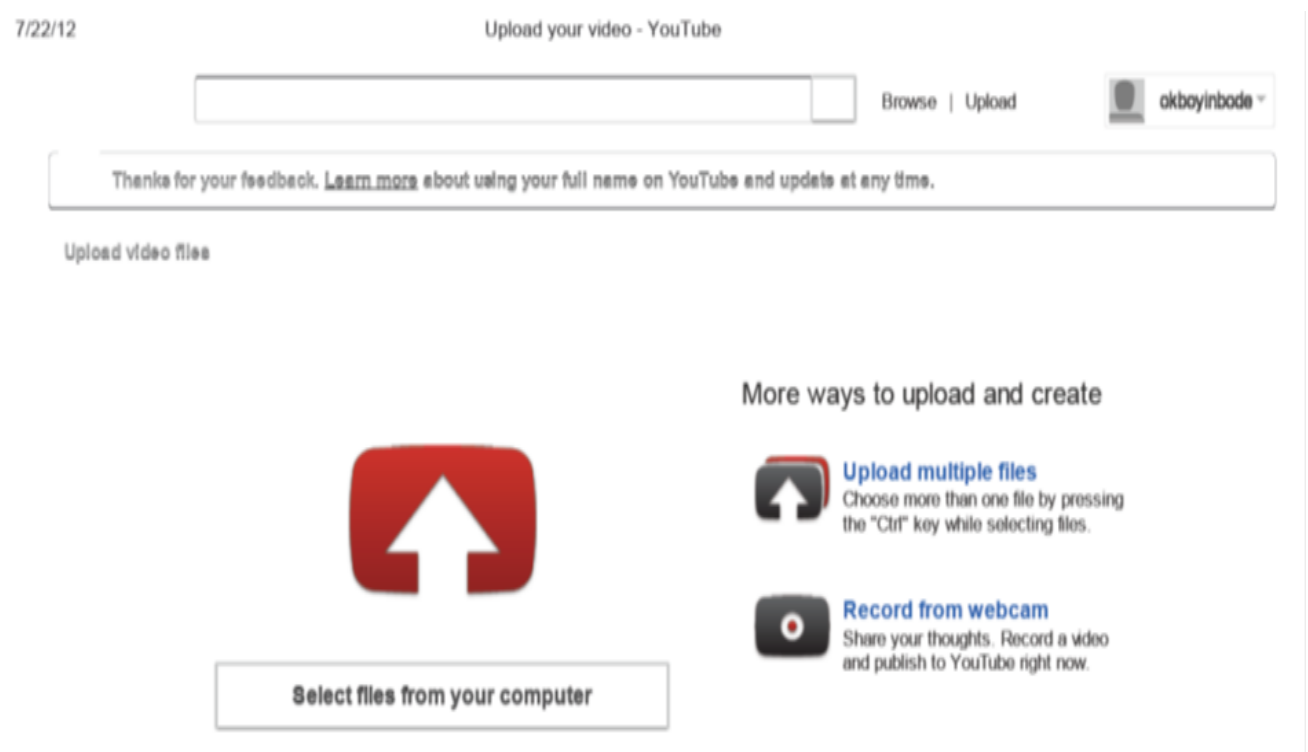 7/22/12 Upload your video - YouTube
Browse | Upload okboyinbode
Thanks for your feedback. Learn more about using your full name on YouTube and update at any time.
Upload video files
More ways to upload and create
Upload multiple files
Choose more than one file by pressing
the "Ctrl" key while selecting files.
Record from webcam
Share your thoughts. Record a video
and publish to YouTube right now.
Select files from your computer